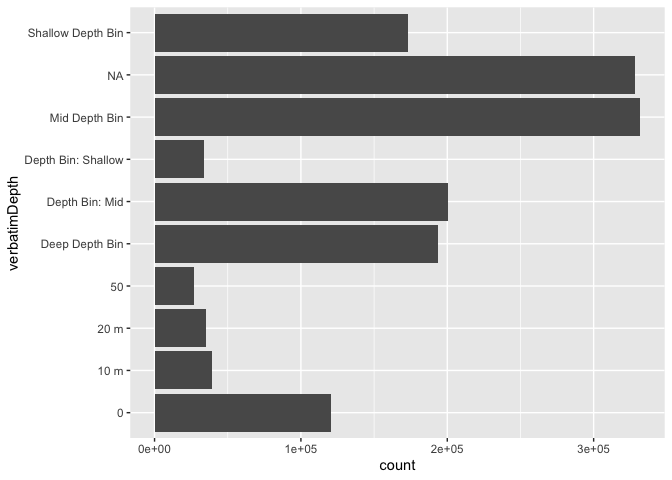 Shallow Depth Bin
NA
Mid Depth Bin
Depth Bin: Shallow
Depth Bin: Mid
Deep Depth Bin
50
20 m
10 m
0
verbatimDepth
0e+00
1e+05
2e+05
3e+05
count